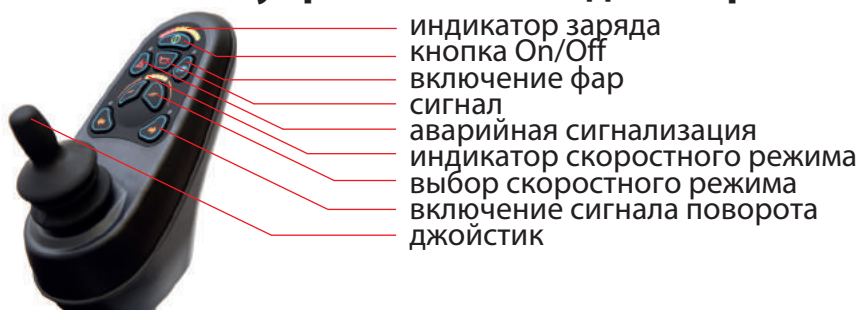 индикатор заряда
кнопка On/Off
включение фар
сигнал
аварийная сигнализация
индикатор скоростного режима
выбор скоростного режима
включение сигнала поворота
джойстик